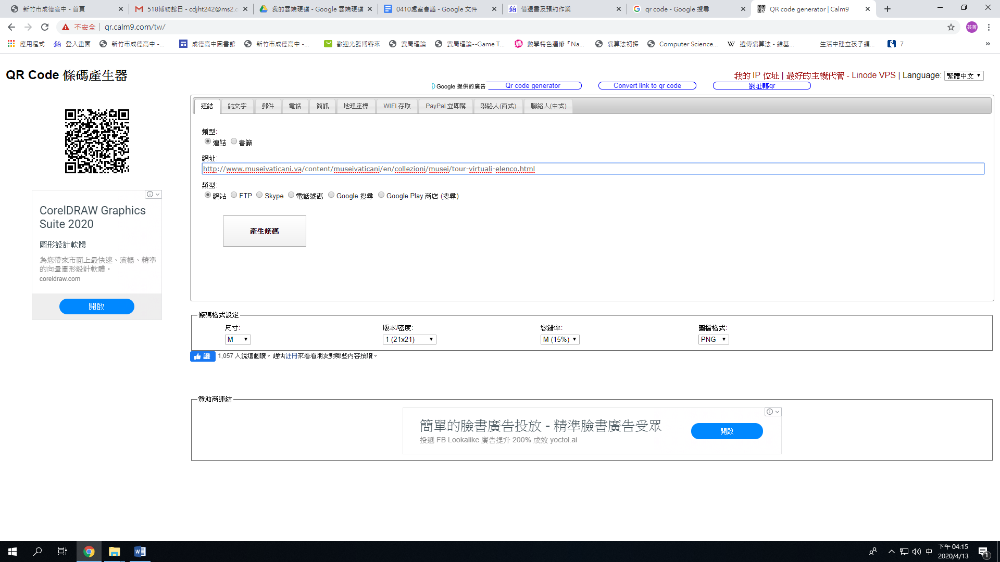 新竹市成德高中 - 首頁
518博物館日 - cdjht242@ms2.c
我的雲端硬碟 - Google 雲端硬碟
0410處室會議 - Google 文件
借還書及預約作業
qr code - Google 搜尋
QR code generator | Calm9
不安全 | qr.calm9.com/tw/
芸菁
應用程式
登入畫面
新竹市成德高中 -...
成德高中圖書館
新竹市成德高中 -...
歡迎光臨博客來
賽局理論
賽局理論--Game T...
數學特色選修『Na...
演算法初探
Computer Science...
遺傳演算法 - 維基...
生活中建立孩子編...
7
»
QR Code 條碼產生器
我的 IP 位址 | 最好的主機代管 - Linode VPS | Language: 繁體中文
Google 提供的廣告
Qr code generator
Convert link to qr code
網址轉qr
連結
純文字
郵件
電話
簡訊
地理座標
WIFI 存取
PayPal 立即購
聯絡人(西式)
聯絡人(中式)
類型:
連結 書籤
網址:
http://www.museivaticani.va/content/museivaticani/en/collezioni/musei/tour-virtuali-elenco.html
類型:
網站 FTP Skype 電話號碼 Google 搜尋 Google Play 商店 (搜尋)
產生條碼
CorelDRAW Graphics
Suite 2020
圖形設計軟體
為您帶來市面上最快速、流暢、精準
的向量圖形設計軟體。
coreldraw.com
開啟
條碼格式設定
尺寸:
版本/密度:
容錯率:
圖檔格式:
M
1 (21x21)
M (15%)
PNG
讚
1,057 人說這個讚。趕快註冊來看看朋友對哪些內容按讚。
贊助商連結
簡單的臉書廣告投放 - 精準臉書廣告受眾
投遞 FB Lookalike 廣告提升 200% 成效 yoctol.ai
開啟
中
下午 04:15
2020/4/13
1